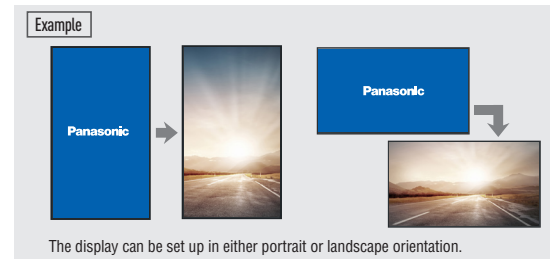 Example
Panasonic
Panasonic
The display can be set up in either portrait or landscape orientation.